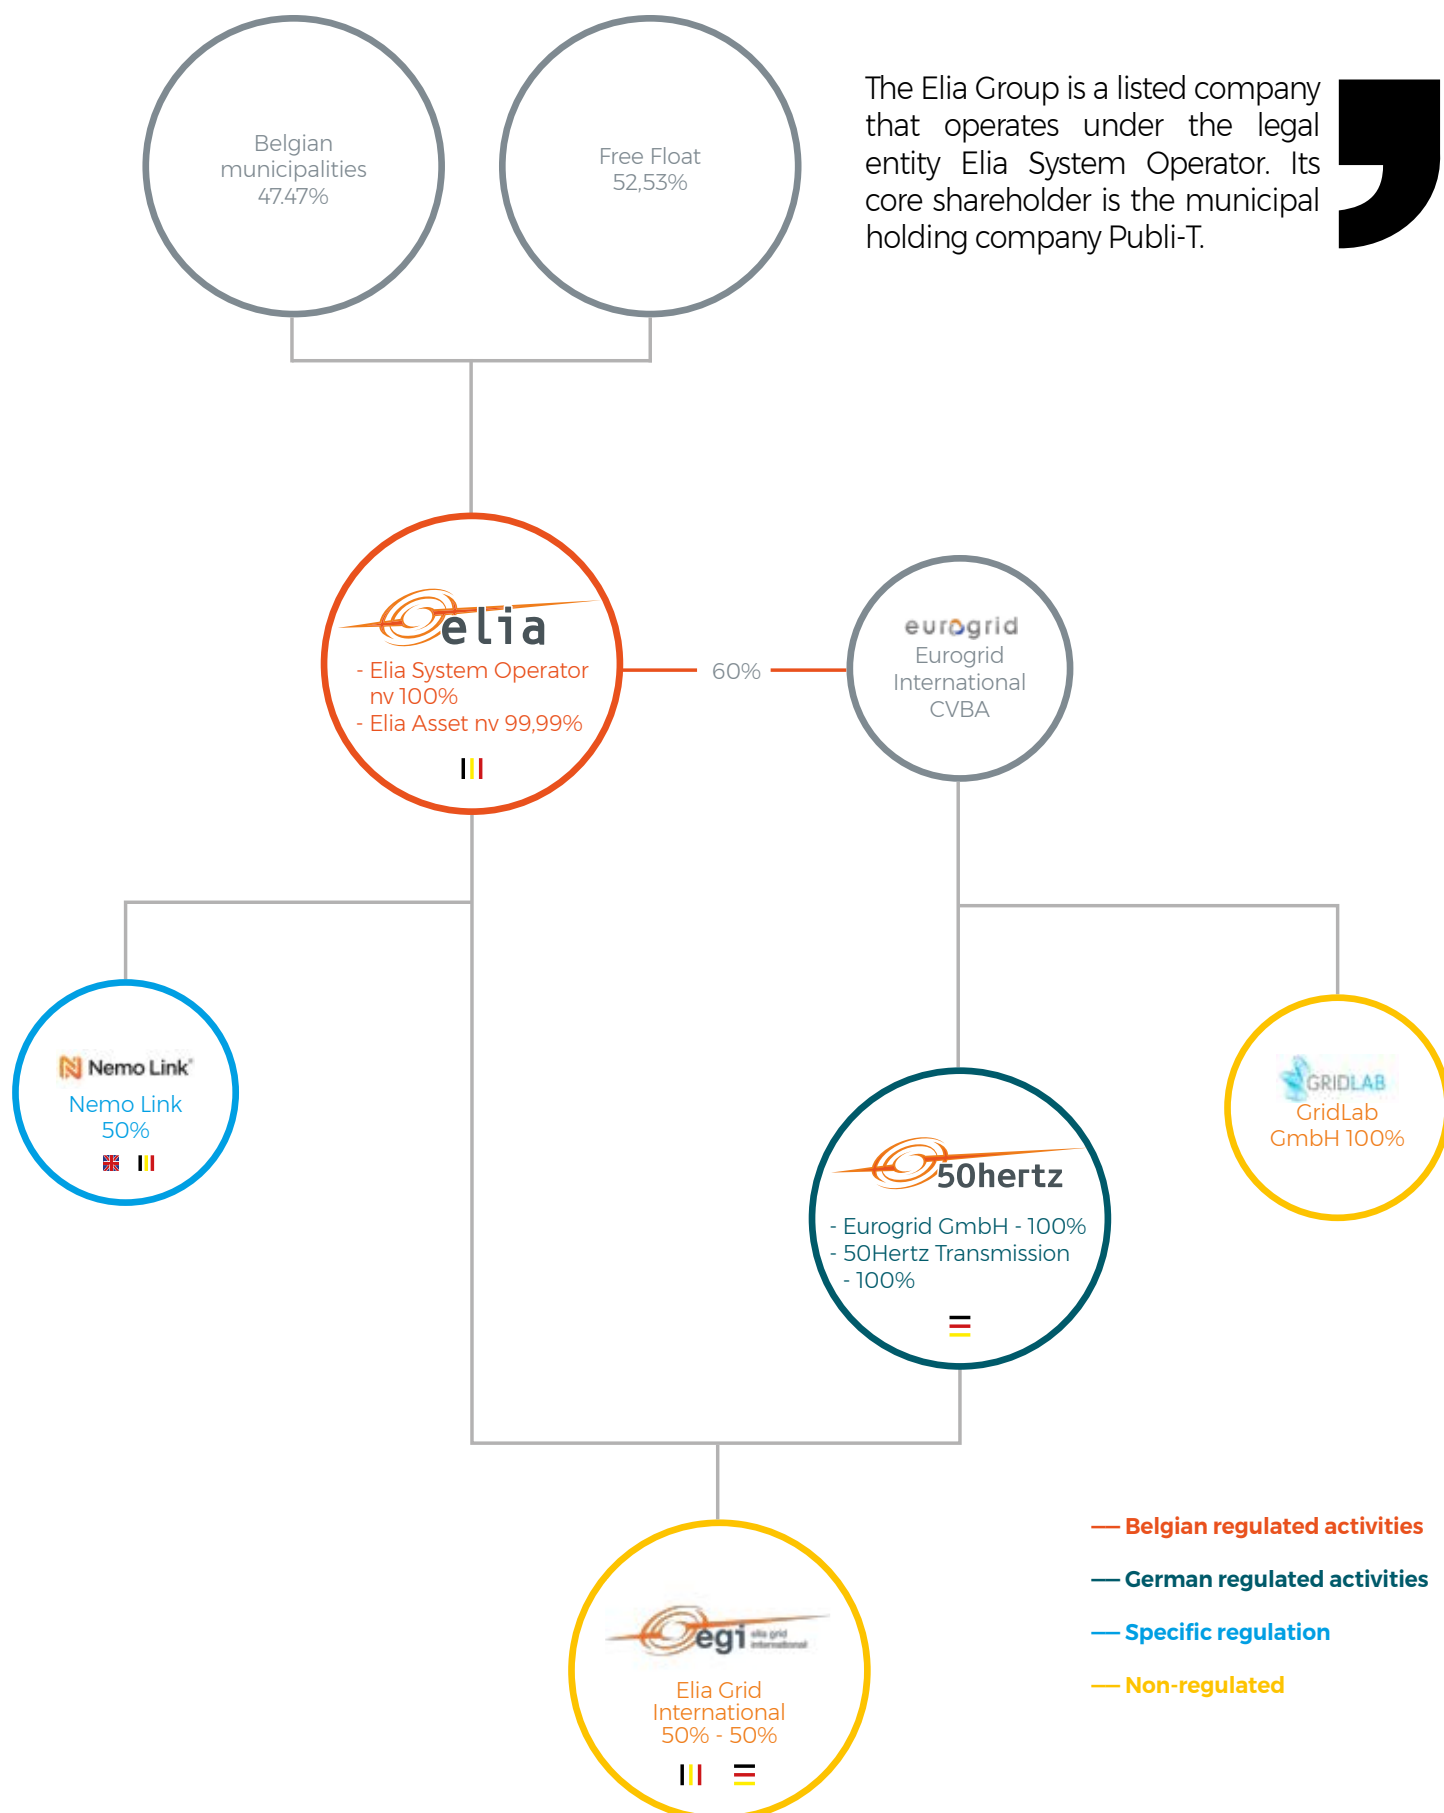 Belgian
municipalities
47.47%
Free Float
52,53%
The Elia Group is a listed company
that operates under the legal
entity Elia System Operator. Its
core shareholder is the municipal
holding company Publi-T.
elia
- Elia System Operator
nv 100%
- Elia Asset nv 99,99%
60%
eurogrid
Eurogrid
International
CVBA
Nemo Link®
Nemo Link
50%
GRIDLAB
GridLab
GmbH 100%
50hertz
- Eurogrid GmbH - 100%
- 50Hertz Transmission
- 100%
egi elia grid
international
Elia Grid
International
50% - 50%
Belgian regulated activities
German regulated activities
Specific regulation
Non-regulated